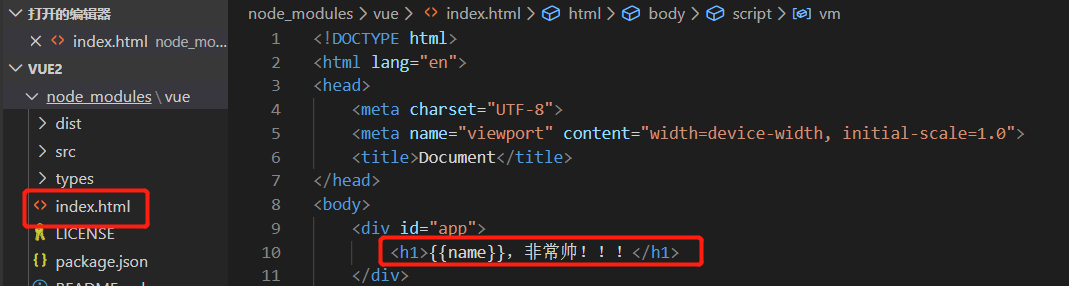 打开的编辑器
index.html node_mo...
VUE2
node_modules\vue
dist
src
types
index.html
LICENSE
package.json
node_modules > vue > index.html > html > body > script > vm
1 <!DOCTYPE html>
2 <html lang="en">
3 <head>
4 <meta charset="UTF-8">
5 <meta name="viewport" content="width=device-width, initial-scale=1.0">
6 <title>Document</title>
7 </head>
8 <body>
9 <div id="app">
10 <h1>{{name}}，非常帅！！！</h1>
11 </div>